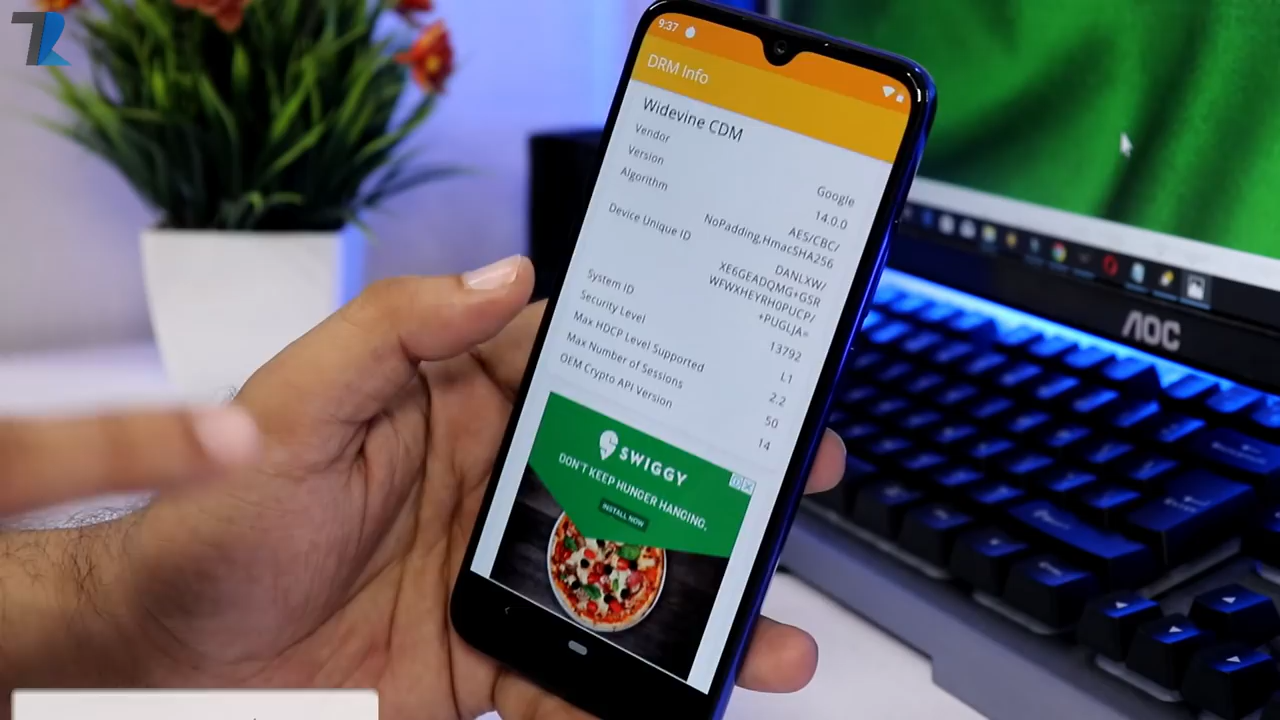 TR
9:37
DRM Info
Widevine CDM
Vendor Google
Version 14.0.0
Algorithm AES/CBC/
NoPadding,HmacSHA256
Device Unique ID DANLXW/
XE6GEADQMG+GSR
WFWXHEYRH0PUCP/
+PUGLJA=
System ID 13792
Security Level L1
Max HDCP Level Supported 2.2
Max Number of Sessions 50
OEM Crypto API Version 14
SWIGGY
DON'T KEEP HUNGER HANGING.
INSTALL NOW
AOC
ENTER